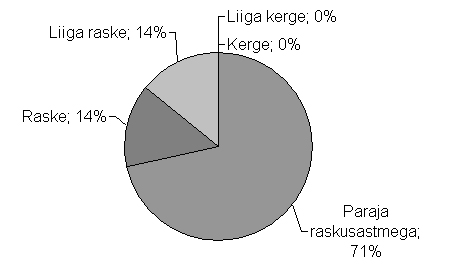 Liiga kerge; 0%
Liiga raske; 14%
Kerge; 0%
Raske; 14%
Paraja
raskusastmega;
71%